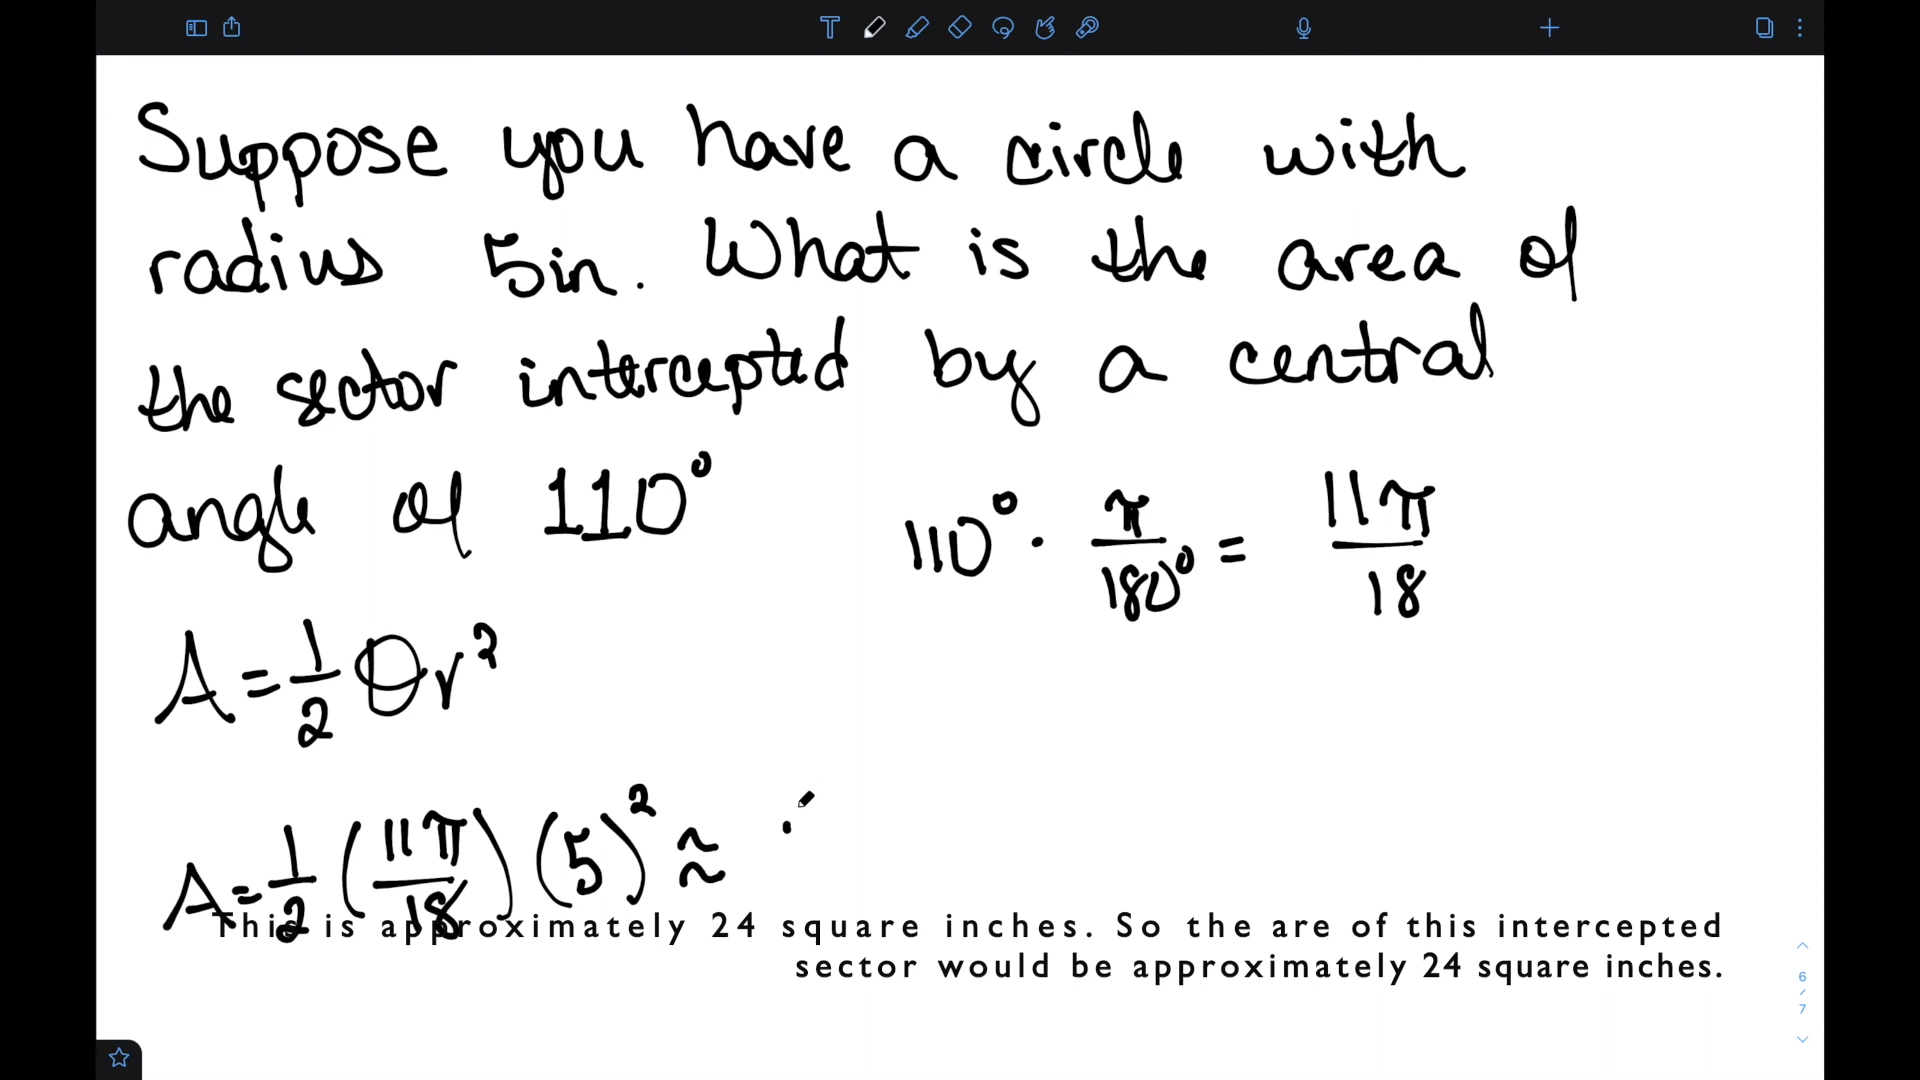 Suppose you have a circle with
radius 5in. What is the area of
the sector intercepted by a central
angle of 110°
110° · π/180° = 11π/18
A = 1/2 θr²
A = 1/2 (11π/18) (5)² ≈
This is approximately 24 square inches. So the are of this intercepted
sector would be approximately 24 square inches.
6
/
7